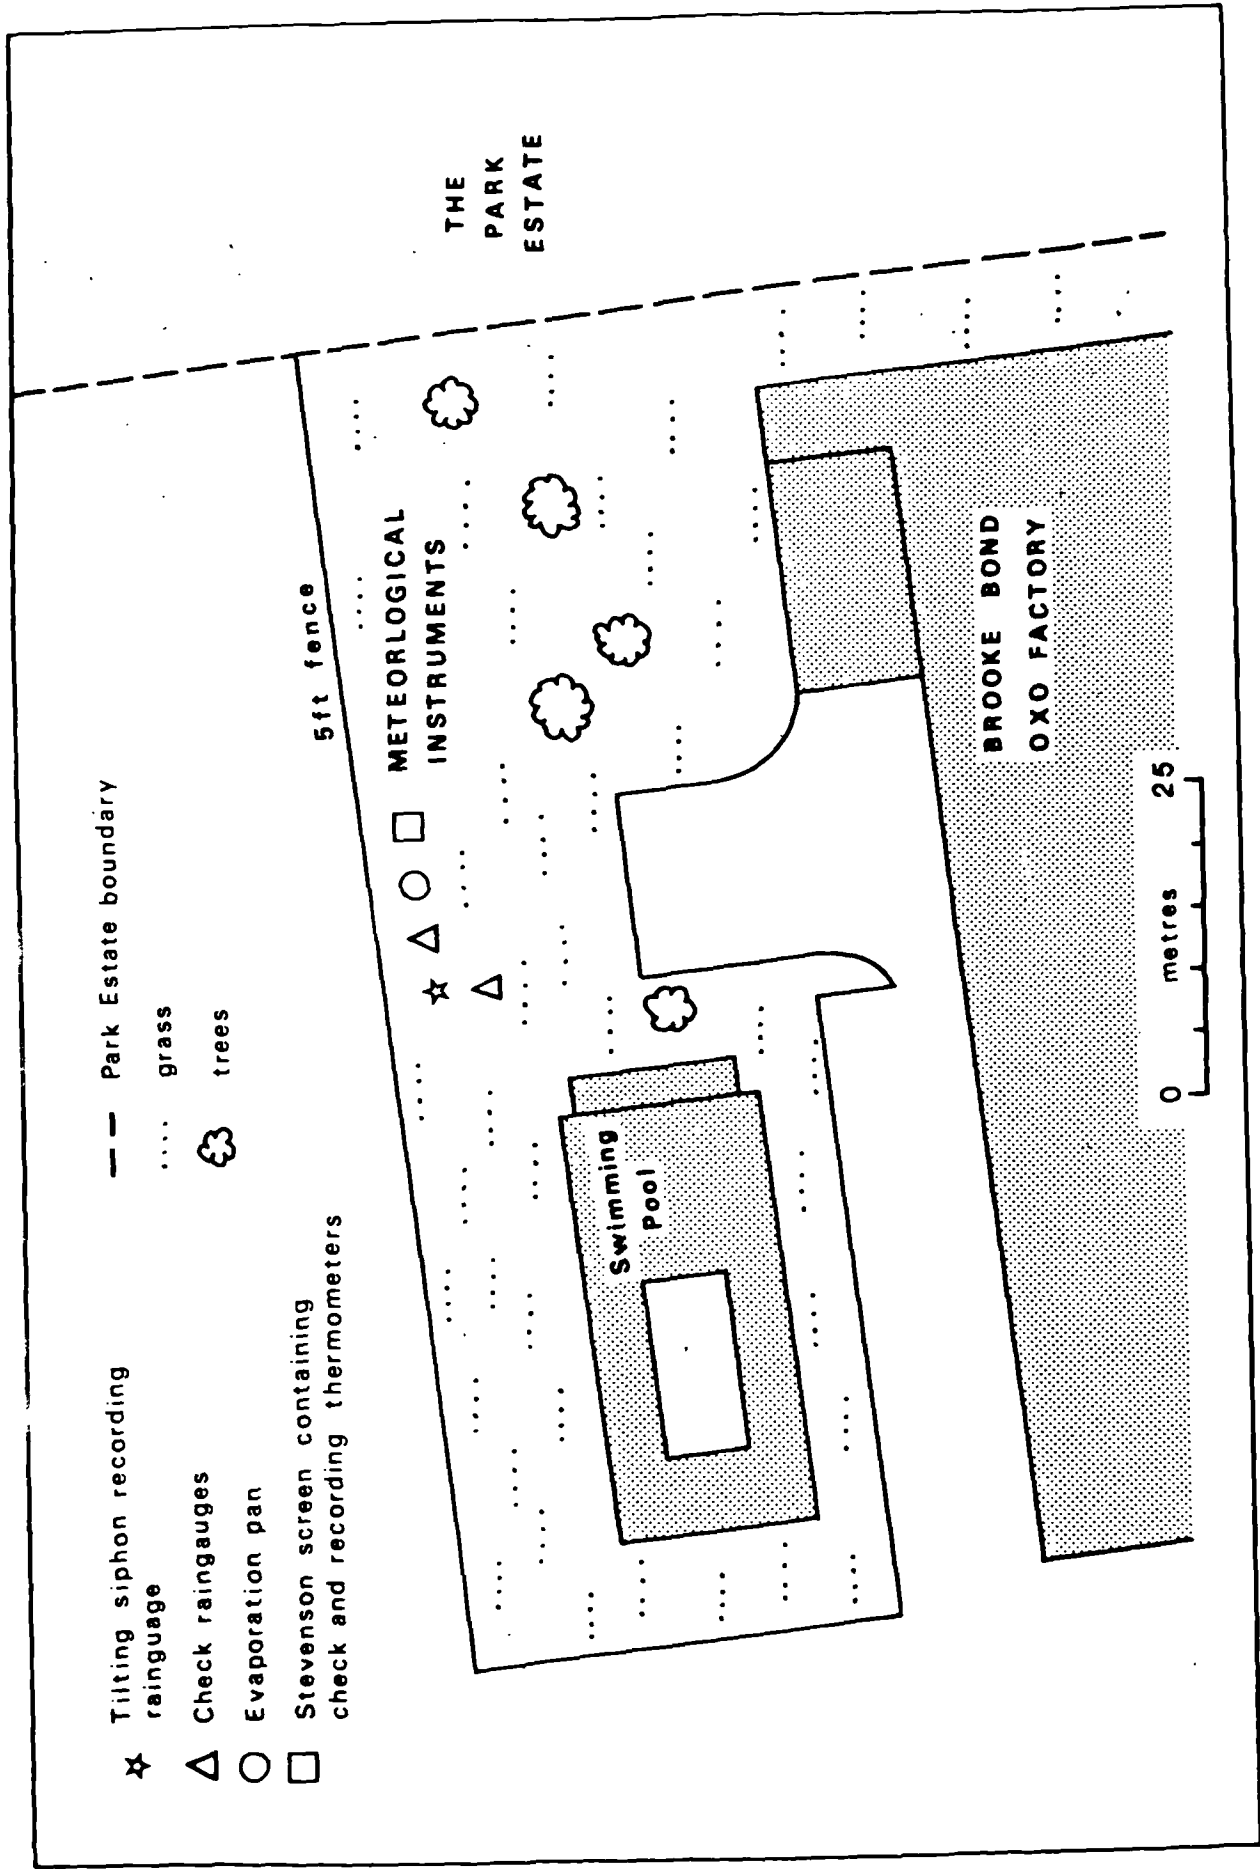 Tilting siphon recording
rainguage
Check raingauges
Evaporation pan
Stevenson screen containing
check and recording thermometers
Park Estate boundary
grass
trees
5ft fence
METEORLOGICAL
INSTRUMENTS
THE
PARK
ESTATE
Swimming
Pool
BROOKE BOND
OXO FACTORY
0 metres 25